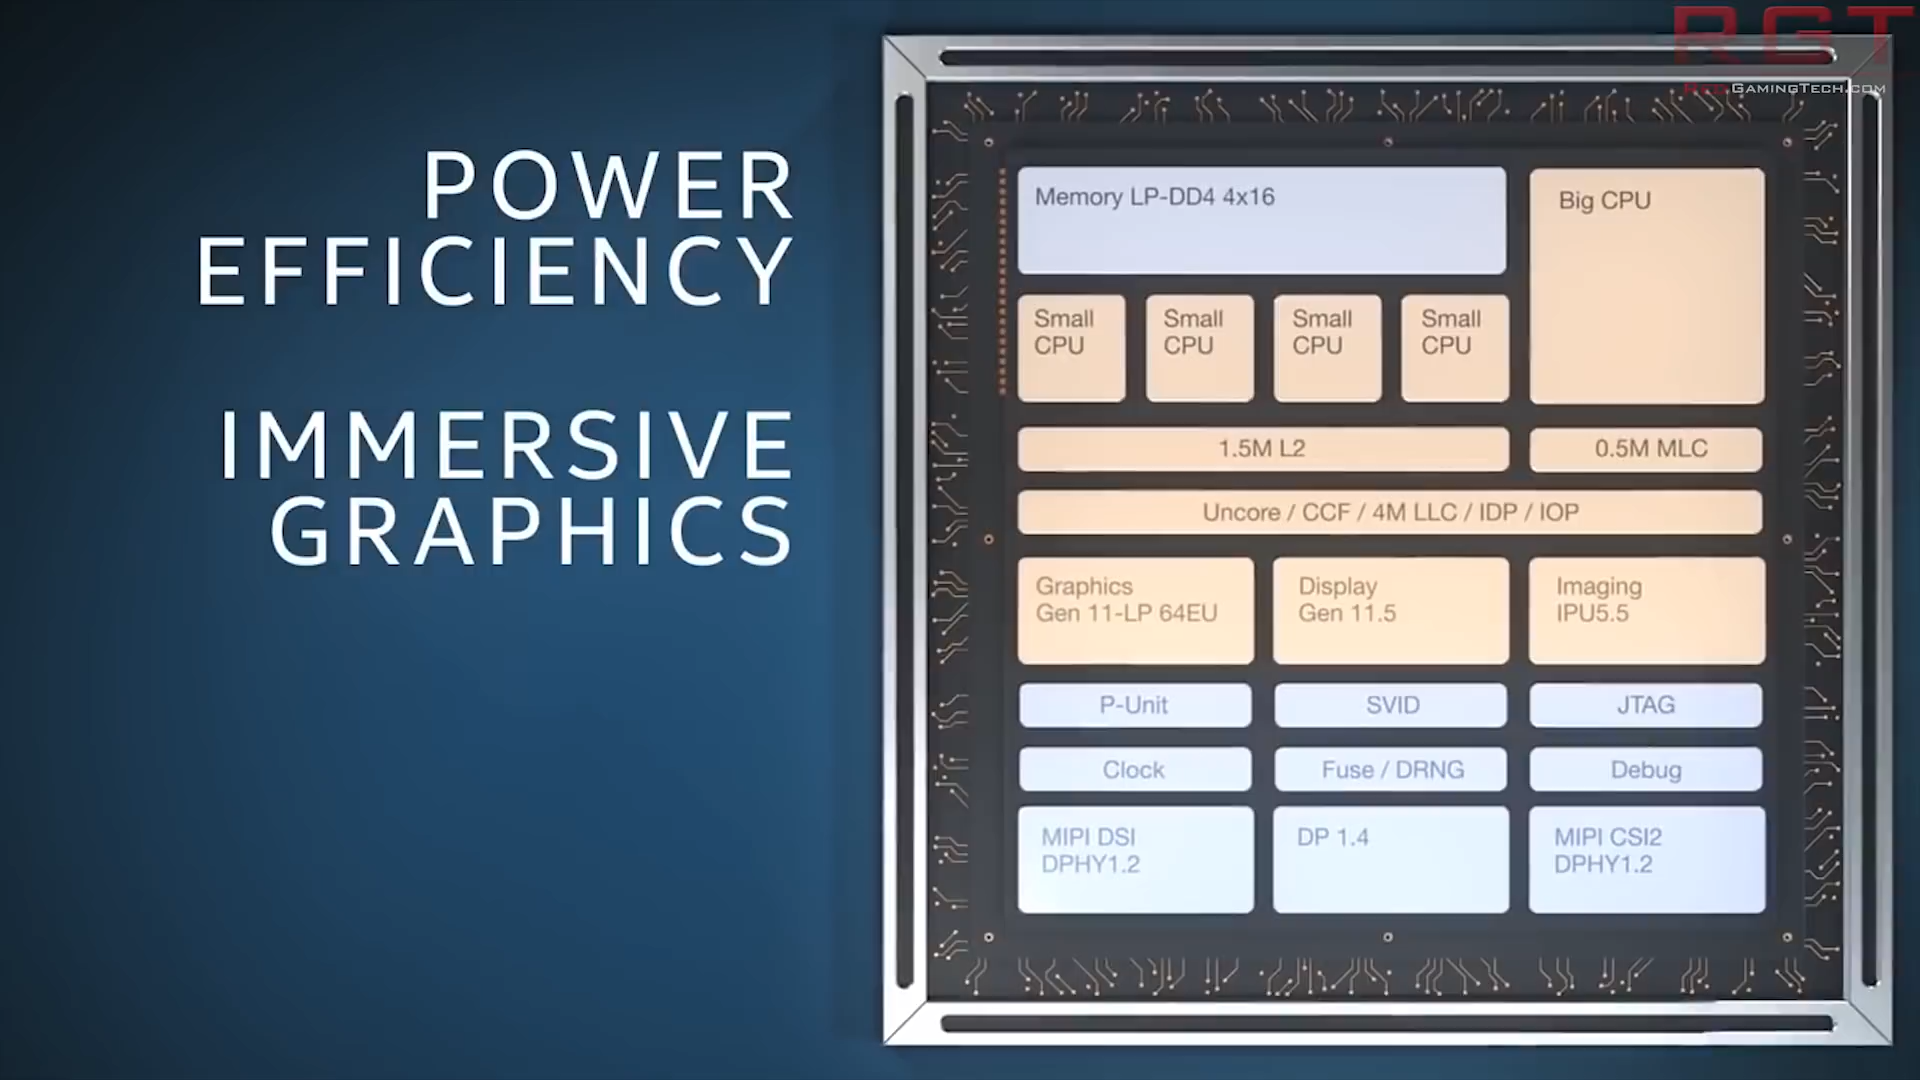 RGT
RedGamingTech.com
POWER
EFFICIENCY
IMMERSIVE
GRAPHICS
Memory LP-DD4 4x16
Big CPU
Small
CPU
Small
CPU
Small
CPU
Small
CPU
1.5M L2
0.5M MLC
Uncore / CCF / 4M LLC / IDP / IOP
Graphics
Gen 11-LP 64EU
Display
Gen 11.5
Imaging
IPU5.5
P-Unit
SVID
JTAG
Clock
Fuse / DRNG
Debug
MIPI DSI
DPHY1.2
DP 1.4
MIPI CSI2
DPHY1.2